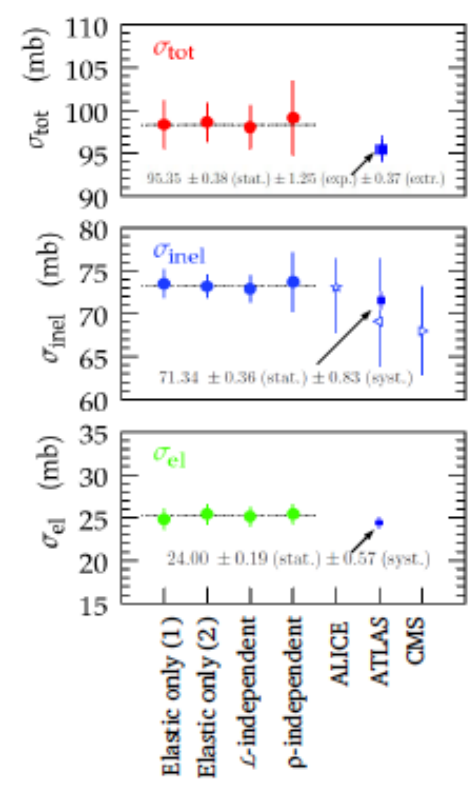 110
105
100
95
90
σtot (mb)
σtot
95.35 ± 0.38 (stat.) ± 1.25 (exp.) ± 0.37 (extr.)
80
75
70
65
60
σinel (mb)
σinel
71.34 ± 0.36 (stat.) ± 0.83 (syst.)
35
30
25
20
15
σel (mb)
σel
24.00 ± 0.19 (stat.) ± 0.57 (syst.)
Elastic only (1)
Elastic only (2)
ℒ-independent
ρ-independent
ALICE
ATLAS
CMS